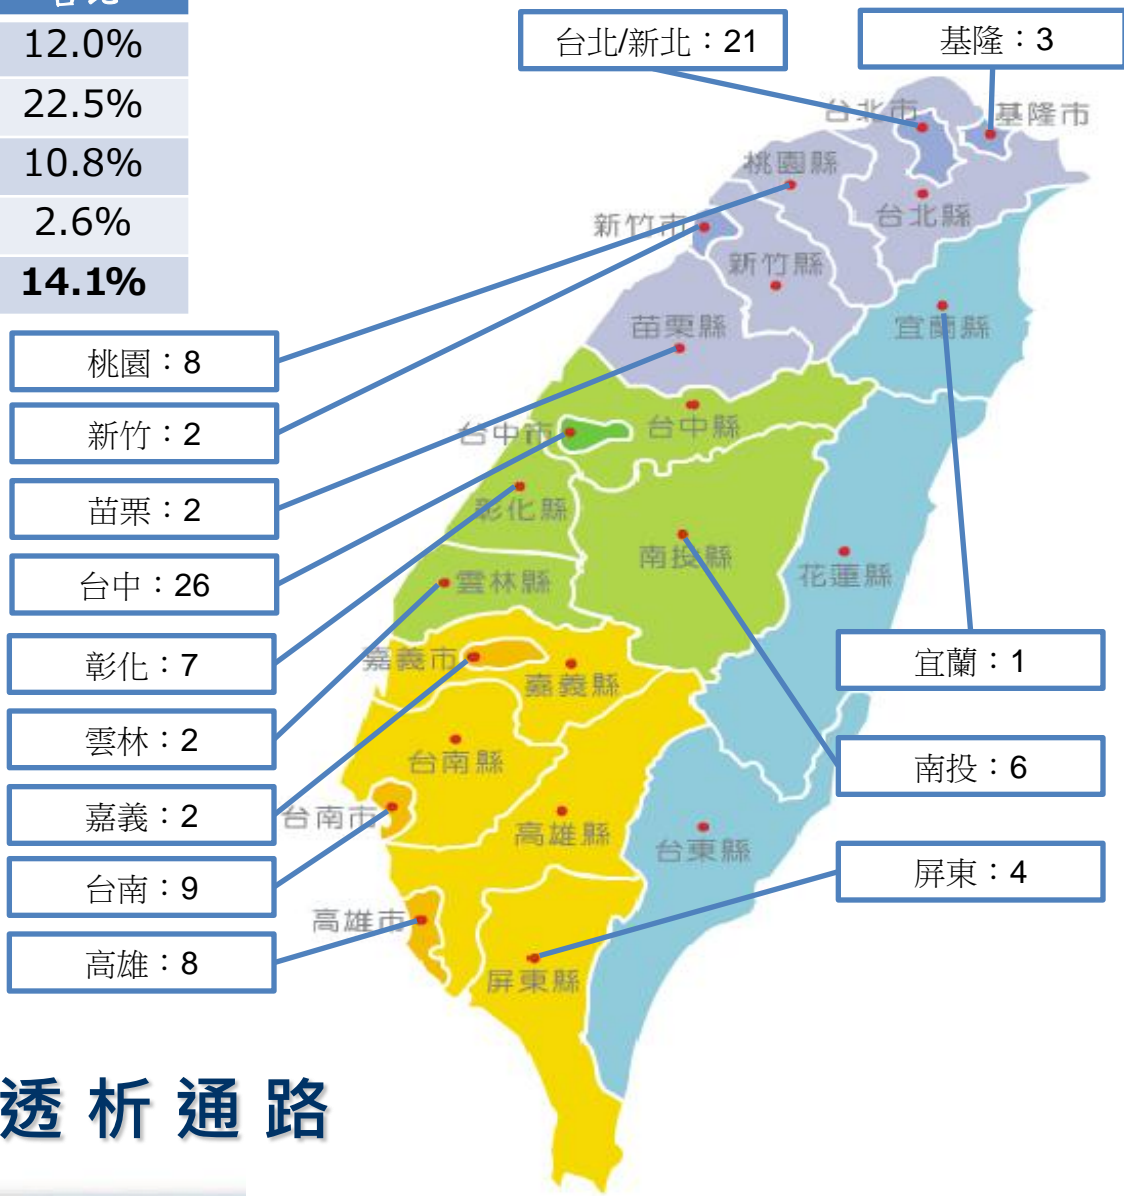 佔比
12.0%
22.5%
10.8%
2.6%
14.1%
台北/新北：21
基隆：3
台北市
基隆市
桃園縣
台北縣
新竹市
新竹縣
苗栗縣
宜蘭縣
桃園：8
新竹：2
苗栗：2
台中：26
彰化：7
雲林：2
嘉義：2
台南：9
高雄：8
台中市
台中縣
彰化縣
南投縣
花蓮縣
雲林縣
嘉義市
嘉義縣
台南縣
台南市
高雄縣
台東縣
高雄市
屏東縣
宜蘭：1
南投：6
屏東：4
透析通路